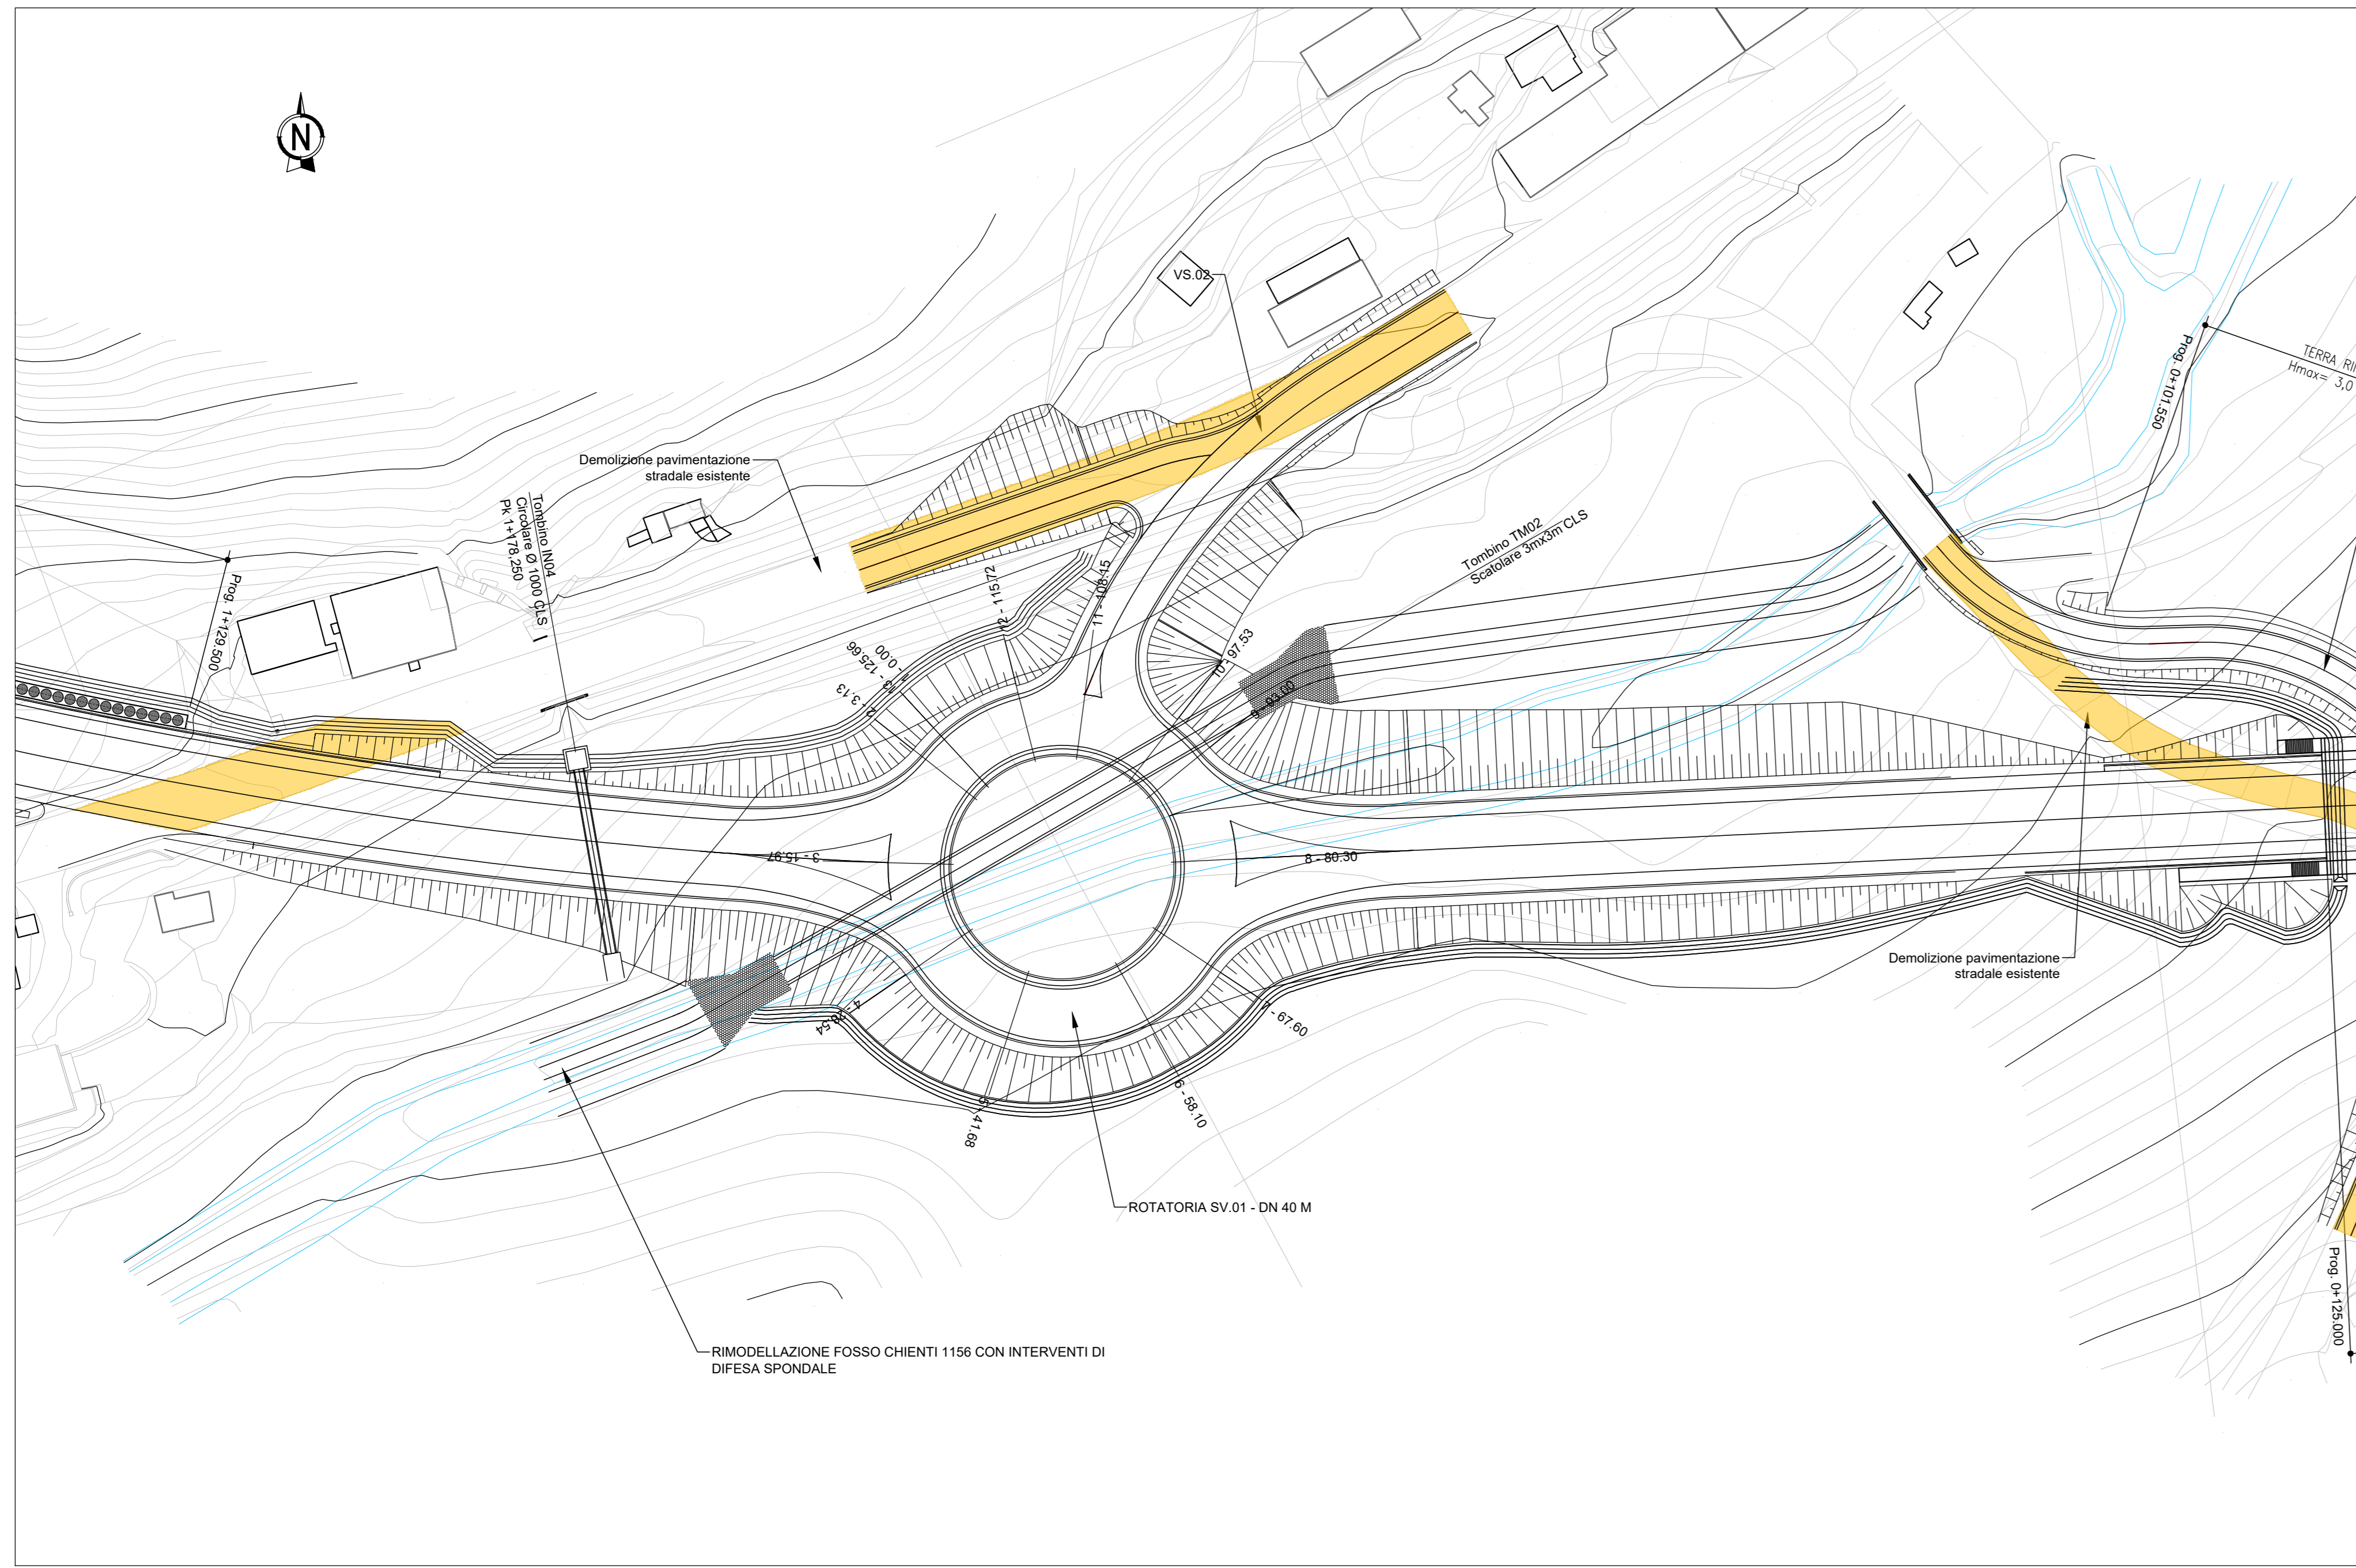 N
VS.02
Demolizione pavimentazione
stradale esistente
Tombino IN04
Circolare Ø 1000 CLS
Pk 1+178,250
Prog. 1+129.500
Prog. 0+101.550
TERRA
Hmax= 3,0
Tombino TM02
Scatolare 3mx3m CLS
12 - 115.72
11 - 108.15
10 - 97.53
9 - 93.00
13 - 125.66
1 - 0.00
2 - 3.13
3 - 15.97
8 - 80.30
4 - 28.54
- 67.60
6 - 58.10
5 - 41.68
Demolizione pavimentazione
stradale esistente
ROTATORIA SV.01 - DN 40 M
RIMODELLAZIONE FOSSO CHIENTI 1156 CON INTERVENTI DI
DIFESA SPONDALE
Prog. 0+125.000